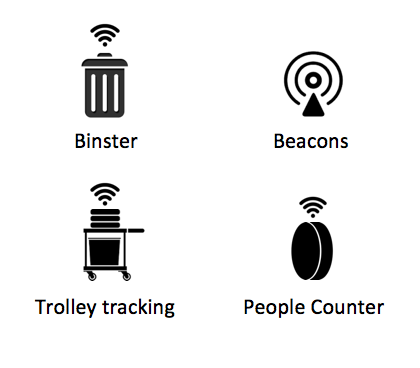 Binster
Beacons
Trolley tracking
People Counter